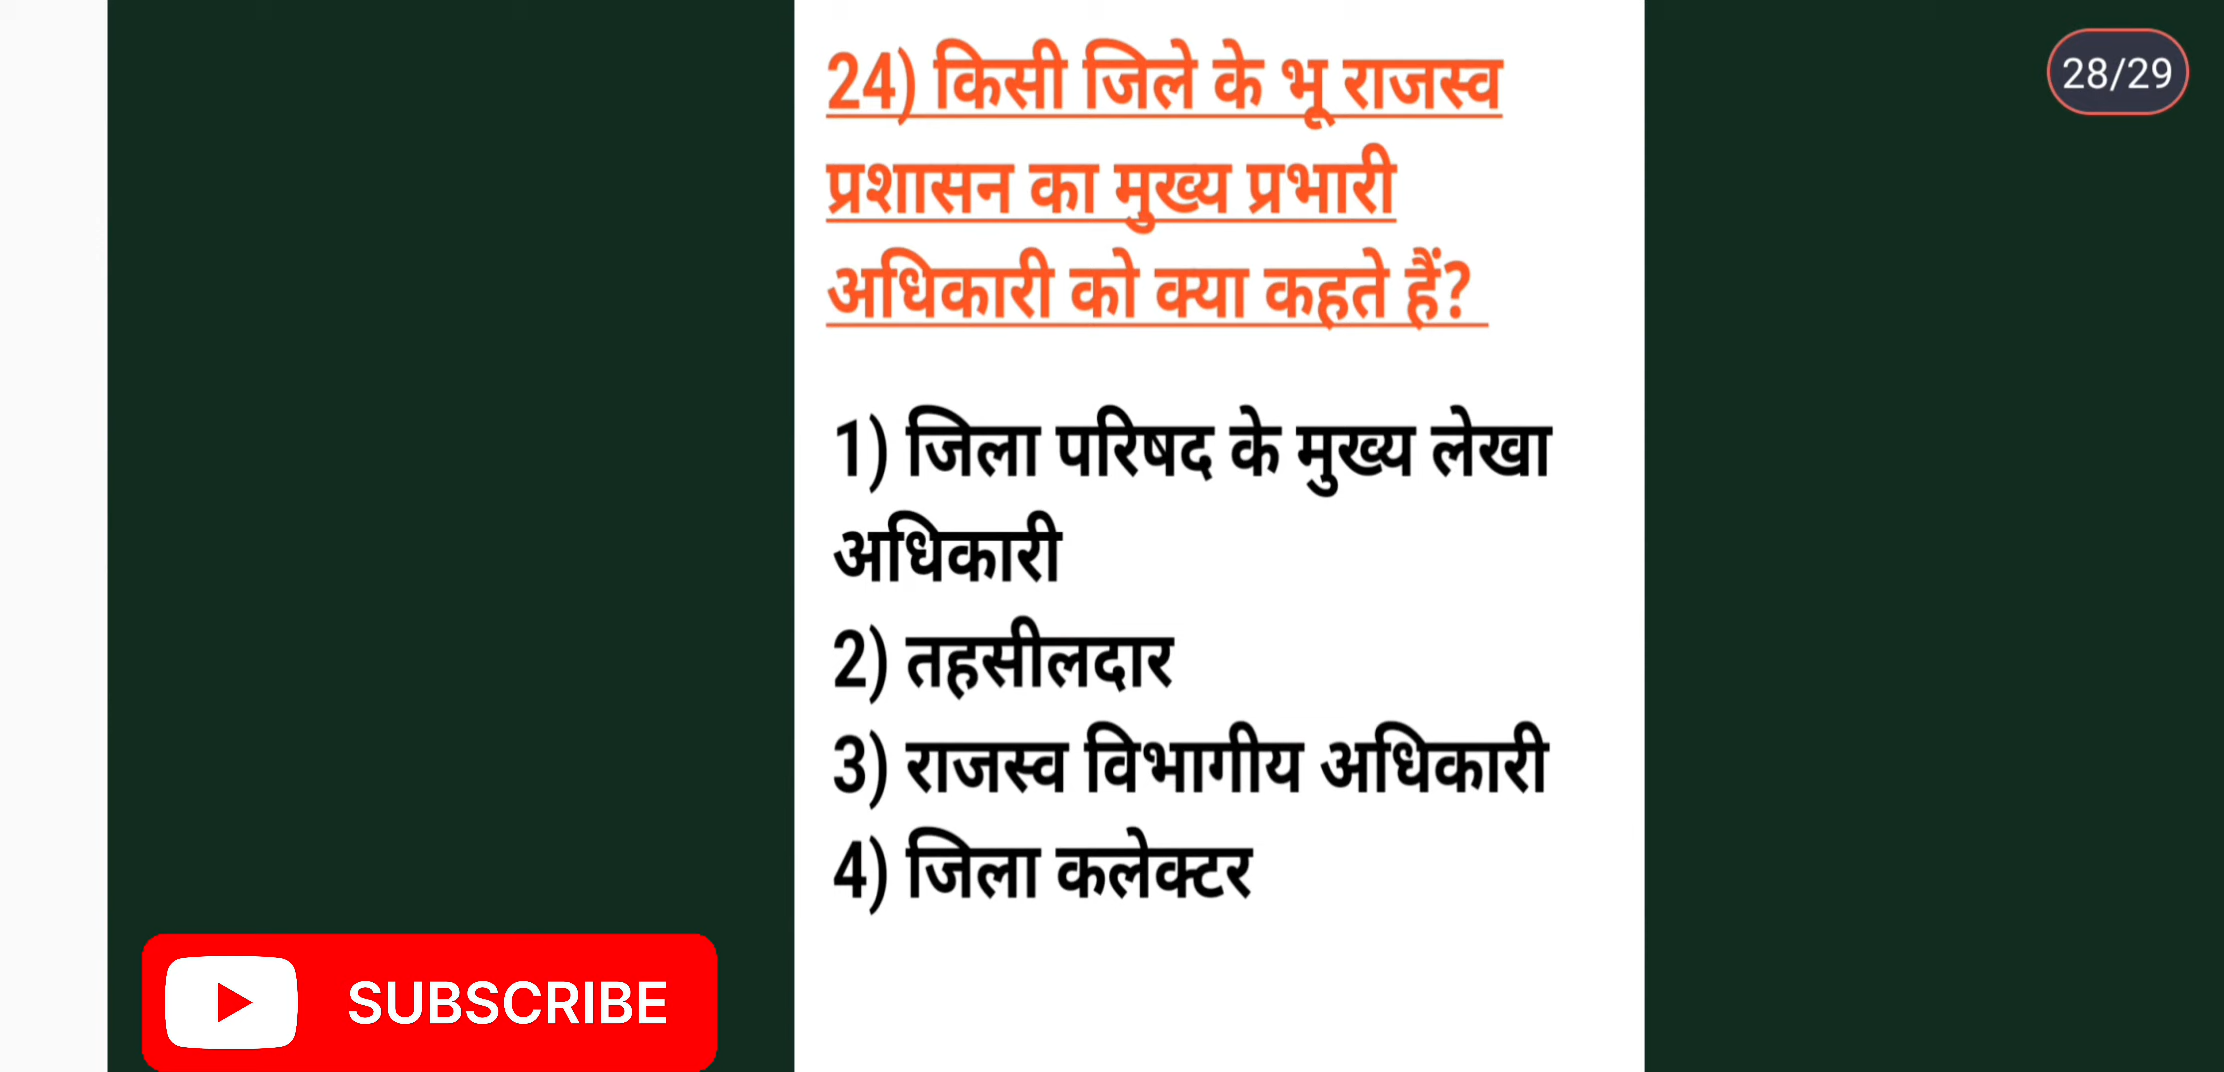 24) किसी जिले के भू राजस्व
प्रशासन का मुख्य प्रभारी
अधिकारी को क्या कहते हैं?
1) जिला परिषद के मुख्य लेखा
अधिकारी
2) तहसीलदार
3) राजस्व विभागीय अधिकारी
4) जिला कलेक्टर
28/29
SUBSCRIBE